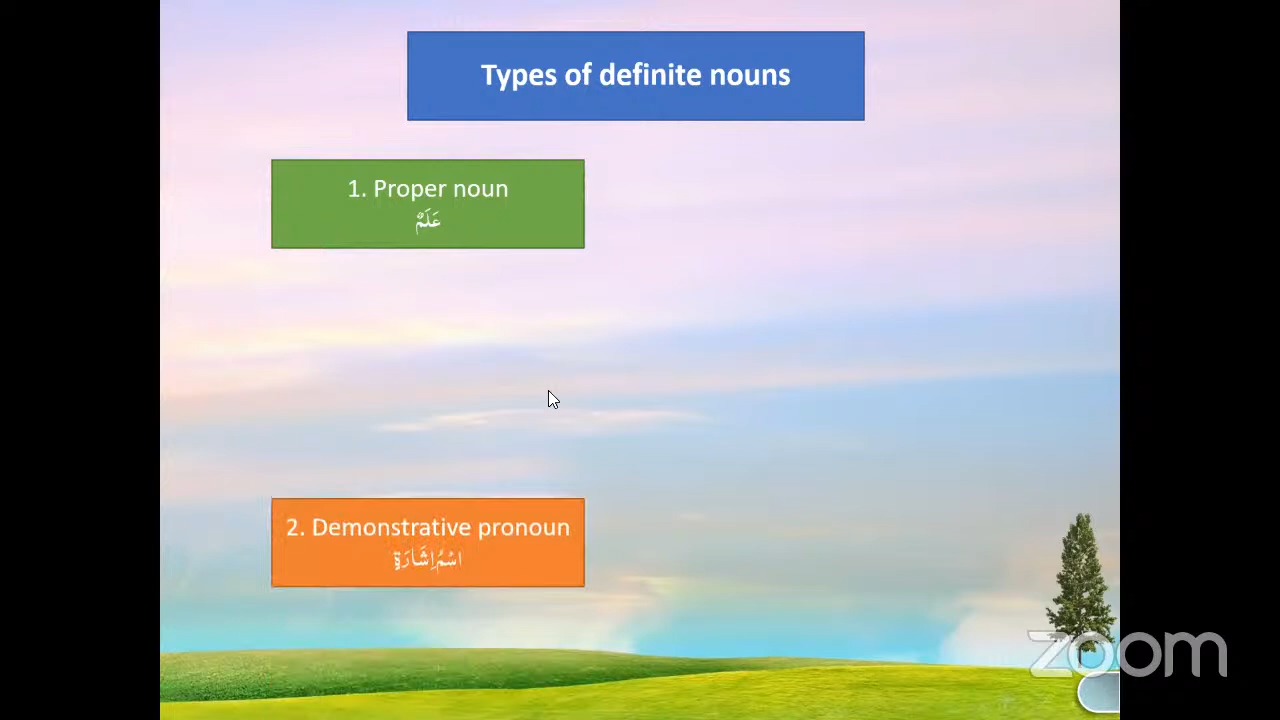 Types of definite nouns
1. Proper noun
عَلَمٌ
2. Demonstrative pronoun
اسْمُ إِشَارَةٍ
zoom